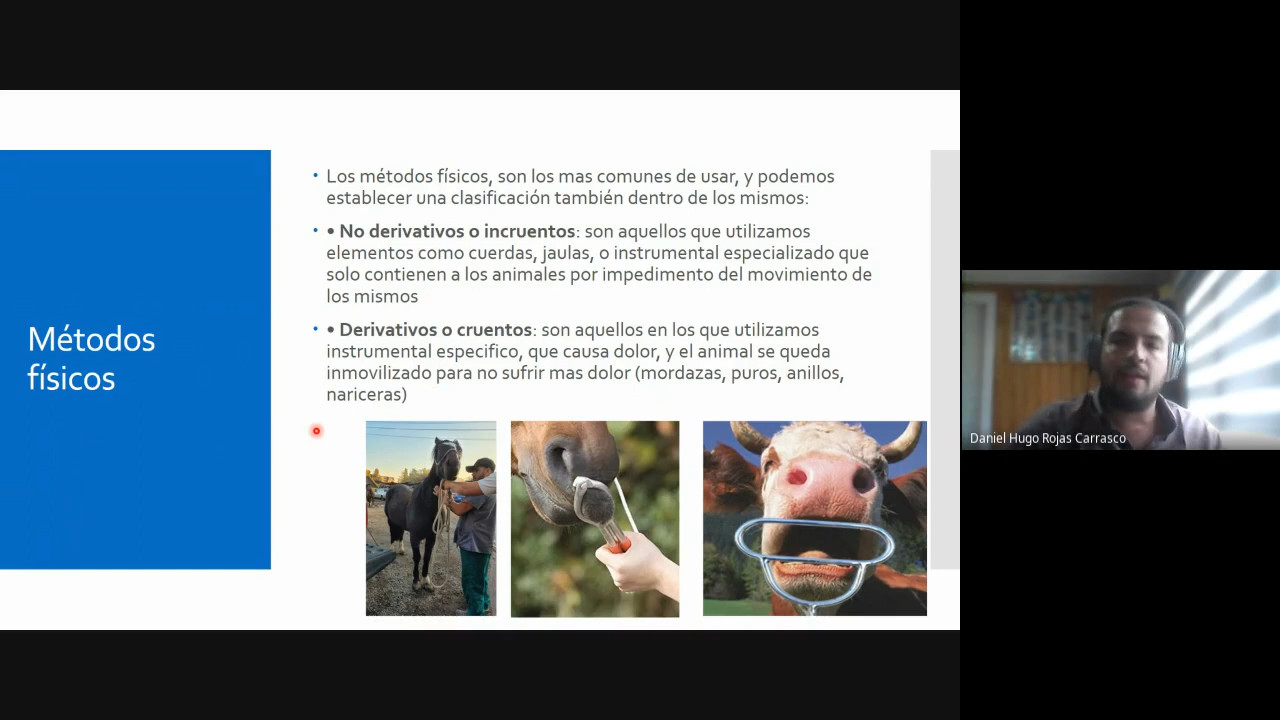 Métodos
físicos
• Los métodos físicos, son los mas comunes de usar, y podemos
establecer una clasificación también dentro de los mismos:
• • No derivativos o incruentos: son aquellos que utilizamos
elementos como cuerdas, jaulas, o instrumental especializado que
solo contienen a los animales por impedimento del movimiento de
los mismos
• • Derivativos o cruentos: son aquellos en los que utilizamos
instrumental especifico, que causa dolor, y el animal se queda
inmovilizado para no sufrir mas dolor (mordazas, puros, anillos,
nariceras)
Daniel Hugo Rojas Carrasco